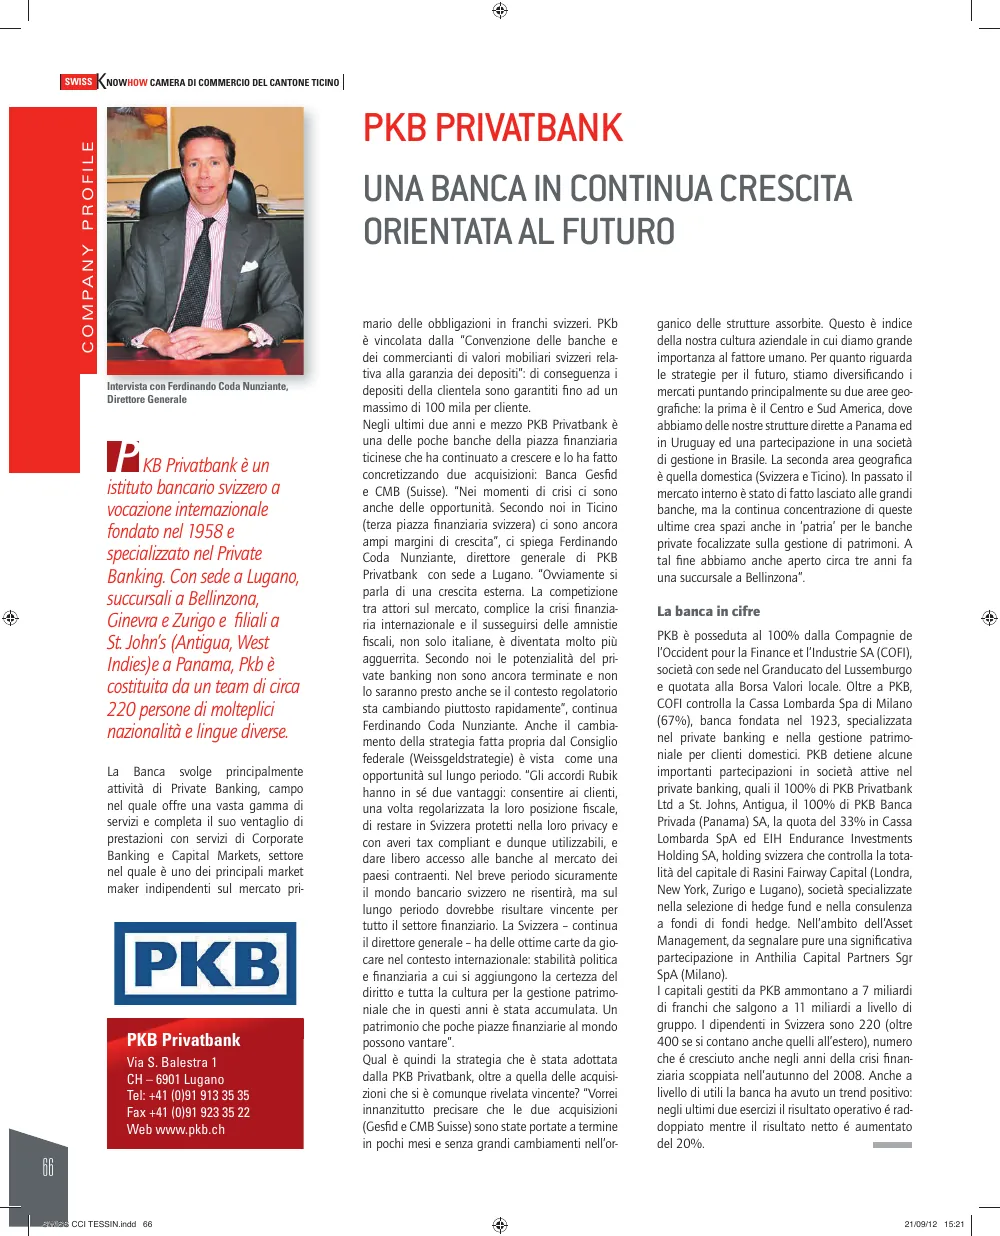 SWISS KNOWHOW CAMERA DI COMMERCIO DEL CANTONE TICINO
COMPANY PROFILE
Intervista con Ferdinando Coda Nunziante,
Direttore Generale
PKB PRIVATBANK
UNA BANCA IN CONTINUA CRESCITA
ORIENTATA AL FUTURO
PKB Privatbank è un
istituto bancario svizzero a
vocazione internazionale
fondato nel 1958 e
specializzato nel Private
Banking. Con sede a Lugano,
succursali a Bellinzona,
Ginevra e Zurigo e filiali a
St. John's (Antigua, West
Indies)e a Panama, Pkb è
costituita da un team di circa
220 persone di molteplici
nazionalità e lingue diverse.
La Banca svolge principalmente
attività di Private Banking, campo
nel quale offre una vasta gamma di
servizi e completa il suo ventaglio di
prestazioni con servizi di Corporate
Banking e Capital Markets, settore
nel quale è uno dei principali market
maker indipendenti sul mercato pri-
PKB
PKB Privatbank
Via S. Balestra 1
CH – 6901 Lugano
Tel: +41 (0)91 913 35 35
Fax +41 (0)91 923 35 22
Web www.pkb.ch
mario delle obbligazioni in franchi svizzeri. PKb
è vincolata dalla "Convenzione delle banche e
dei commercianti di valori mobiliari svizzeri rela-
tiva alla garanzia dei depositi": di conseguenza i
depositi della clientela sono garantiti fino ad un
massimo di 100 mila per cliente.
Negli ultimi due anni e mezzo PKB Privatbank è
una delle poche banche della piazza finanziaria
ticinese che ha continuato a crescere e lo ha fatto
concretizzando due acquisizioni: Banca Gesfid
e CMB (Suisse). "Nei momenti di crisi ci sono
anche delle opportunità. Secondo noi in Ticino
(terza piazza finanziaria svizzera) ci sono ancora
ampi margini di crescita", ci spiega Ferdinando
Coda Nunziante, direttore generale di PKB
Privatbank con sede a Lugano. "Ovviamente si
parla di una crescita esterna. La competizione
tra attori sul mercato, complice la crisi finanzia-
ria internazionale e il susseguirsi delle amnistie
fiscali, non solo italiane, è diventata molto più
agguerrita. Secondo noi le potenzialità del pri-
vate banking non sono ancora terminate e non
lo saranno presto anche se il contesto regolatorio
sta cambiando piuttosto rapidamente", continua
Ferdinando Coda Nunziante. Anche il cambia-
mento della strategia fatta propria dal Consiglio
federale (Weissgeldstrategie) è vista come una
opportunità sul lungo periodo. "Gli accordi Rubik
hanno in sé due vantaggi: consentire ai clienti,
una volta regolarizzata la loro posizione fiscale,
di restare in Svizzera protetti nella loro privacy e
con averi tax compliant e dunque utilizzabili, e
dare libero accesso alle banche al mercato dei
paesi contraenti. Nel breve periodo sicuramente
il mondo bancario svizzero ne risentirà, ma sul
lungo periodo dovrebbe risultare vincente per
tutto il settore finanziario. La Svizzera – continua
il direttore generale – ha delle ottime carte da gio-
care nel contesto internazionale: stabilità politica
e finanziaria a cui si aggiungono la certezza del
diritto e tutta la cultura per la gestione patrimo-
niale che in questi anni è stata accumulata. Un
patrimonio che poche piazze finanziarie al mondo
possono vantare".
Qual è quindi la strategia che è stata adottata
dalla PKB Privatbank, oltre a quella delle acquisi-
zioni che si è comunque rivelata vincente? "Vorrei
innanzitutto precisare che le due acquisizioni
(Gesfid e CMB Suisse) sono state portate a termine
in pochi mesi e senza grandi cambiamenti nell'or-
ganico delle strutture assorbite. Questo è indice
della nostra cultura aziendale in cui diamo grande
importanza al fattore umano. Per quanto riguarda
le strategie per il futuro, stiamo diversificando i
mercati puntando principalmente su due aree geo-
grafiche: la prima è il Centro e Sud America, dove
abbiamo delle nostre strutture dirette a Panama ed
in Uruguay ed una partecipazione in una società
di gestione in Brasile. La seconda area geografica
è quella domestica (Svizzera e Ticino). In passato il
mercato interno è stato di fatto lasciato alle grandi
banche, ma la continua concentrazione di queste
ultime crea spazi anche in 'patria' per le banche
private focalizzate sulla gestione di patrimoni. A
tal fine abbiamo anche aperto circa tre anni fa
una succursale a Bellinzona".
La banca in cifre
PKB è posseduta al 100% dalla Compagnie de
l'Occident pour la Finance et l'Industrie SA (COFI),
società con sede nel Granducato del Lussemburgo
e quotata alla Borsa Valori locale. Oltre a PKB,
COFI controlla la Cassa Lombarda Spa di Milano
(67%), banca fondata nel 1923, specializzata
nel private banking e nella gestione patrimo-
niale per clienti domestici. PKB detiene alcune
importanti partecipazioni in società attive nel
private banking, quali il 100% di PKB Privatbank
Ltd a St. Johns, Antigua, il 100% di PKB Banca
Privada (Panama) SA, la quota del 33% in Cassa
Lombarda SpA ed EIH Endurance Investments
Holding SA, holding svizzera che controlla la tota-
lità del capitale di Rasini Fairway Capital (Londra,
New York, Zurigo e Lugano), società specializzate
nella selezione di hedge fund e nella consulenza
a fondi di fondi hedge. Nell'ambito dell'Asset
Management, da segnalare pure una significativa
partecipazione in Anthilia Capital Partners Sgr
SpA (Milano).
I capitali gestiti da PKB ammontano a 7 miliardi
di franchi che salgono a 11 miliardi a livello di
gruppo. I dipendenti in Svizzera sono 220 (oltre
400 se si contano anche quelli all'estero), numero
che é cresciuto anche negli anni della crisi finan-
ziaria scoppiata nell'autunno del 2008. Anche a
livello di utili la banca ha avuto un trend positivo:
negli ultimi due esercizi il risultato operativo é rad-
doppiato mentre il risultato netto é aumentato
del 20%.
66
CCI TESSIN.indd 66
21/09/12 15:21